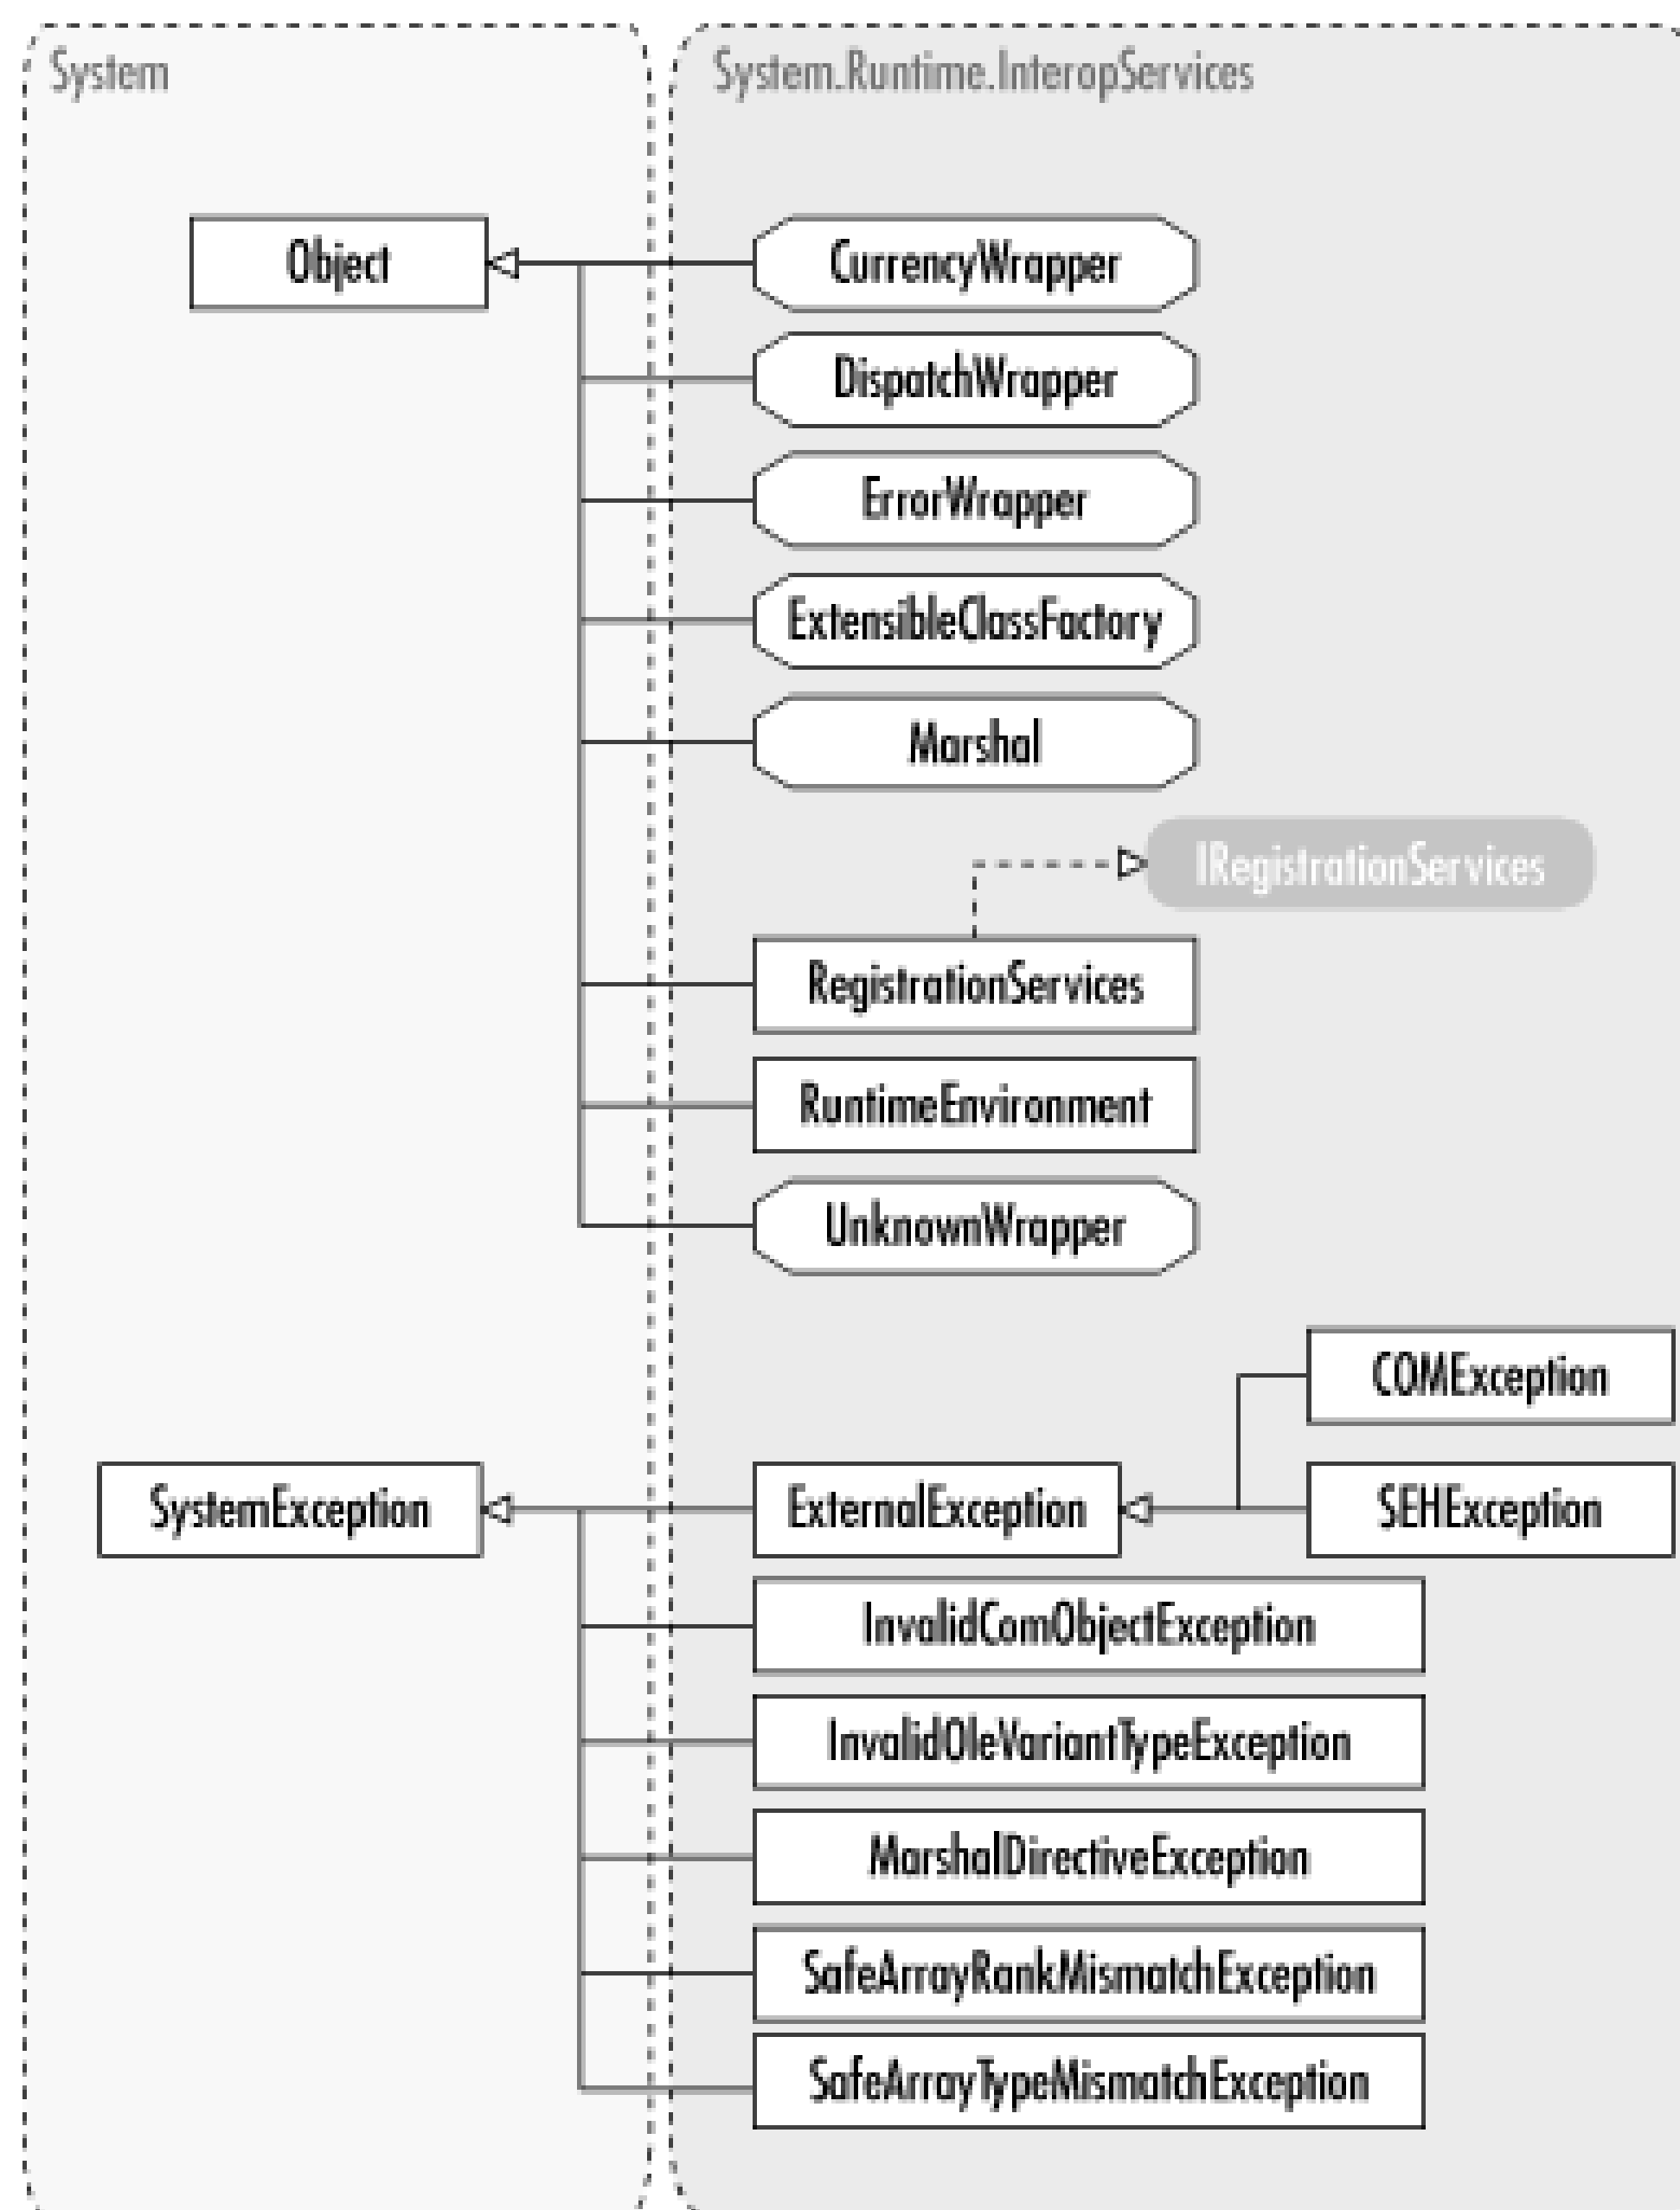 System
System.Runtime.InteropServices
Object
CurrencyWrapper
DispatchWrapper
ErrorWrapper
ExtensibleClassFactory
Marshal
IRegistrationServices
RegistrationServices
RuntimeEnvironment
UnknownWrapper
COMException
SystemException
ExternalException
SEHException
InvalidComObjectException
InvalidOleVariantTypeException
MarshalDirectiveException
SafeArrayRankMismatchException
SafeArrayTypeMismatchException